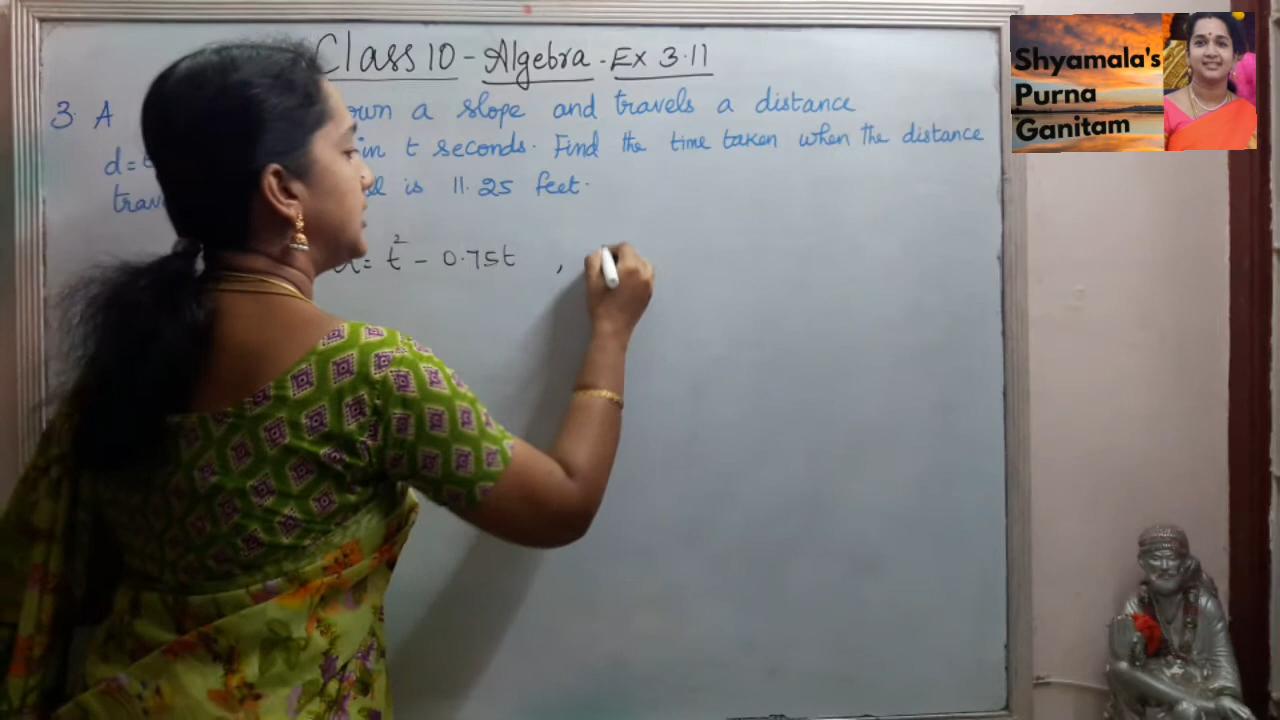 Class 10 - Algebra - Ex 3.11
3. A own a slope and travels a distance
d= in t seconds. Find the time taken when the distance
trav is 11.25 feet.
d= t² - 0.75t ,
Shyamala's
Purna
Ganitam